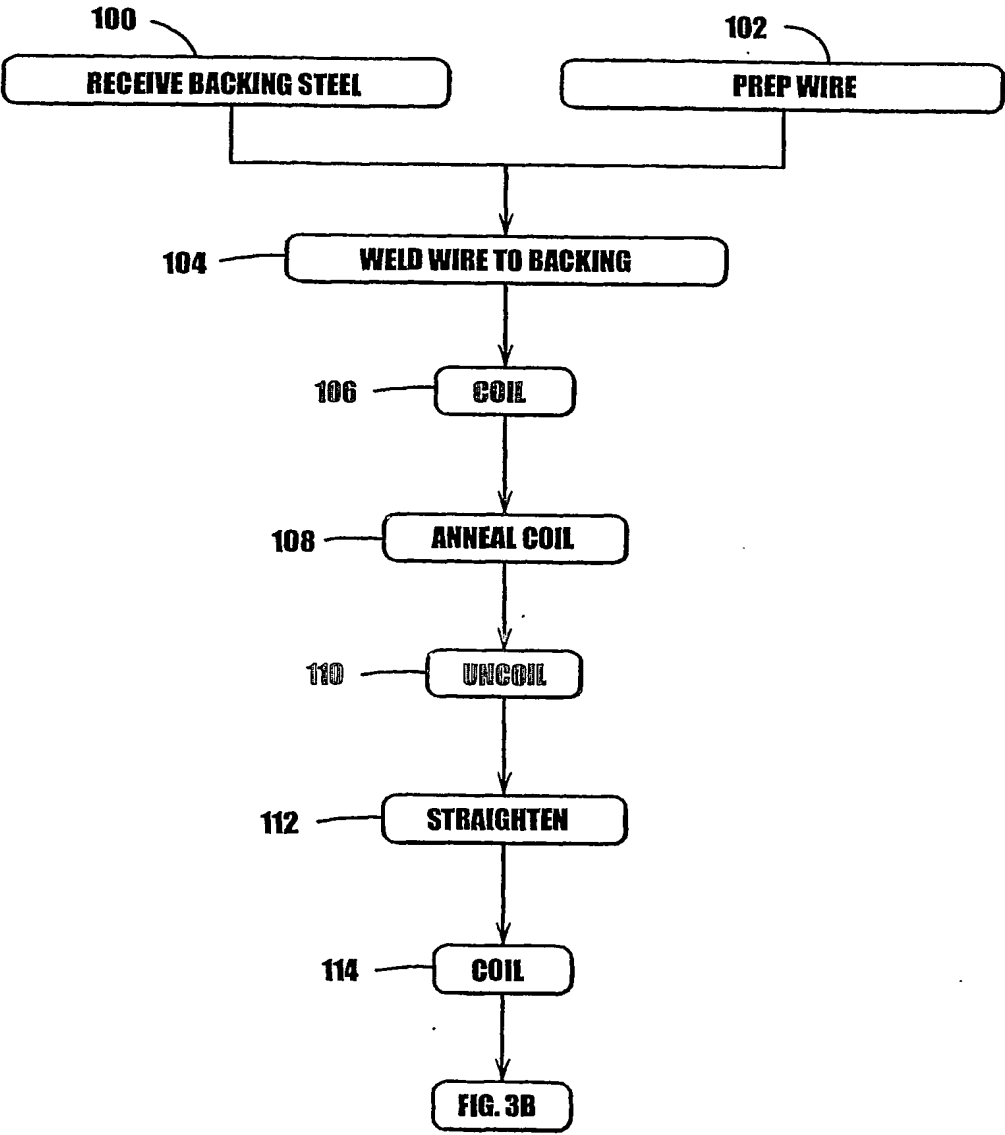 100
RECEIVE BACKING STEEL
102
PREP WIRE
104
WELD WIRE TO BACKING
106
COIL
108
ANNEAL COIL
110
UNCOIL
112
STRAIGHTEN
114
COIL
FIG. 3B